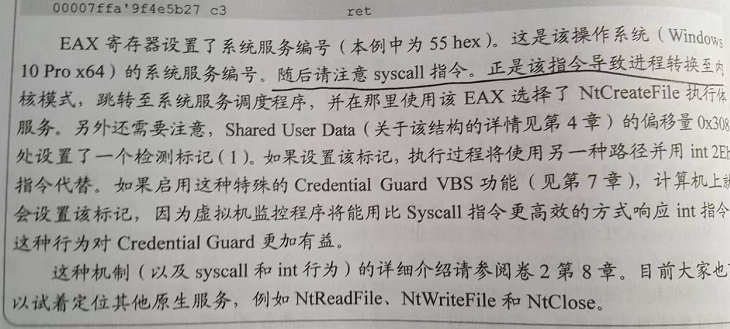 00007ffa'9f4e5b27 c3 ret
EAX 寄存器设置了系统服务编号(本例中为 55 hex)。这是该操作系统(Windows
10 Pro x64)的系统服务编号。随后请注意 syscall 指令。正是该指令导致进程转换至内
核模式,跳转至系统服务调度程序,并在那里使用该 EAX 选择了 NtCreateFile 执行体
服务。另外还需要注意,Shared User Data(关于该结构的详情见第 4 章)的偏移量 0x308
处设置了一个检测标记(1)。如果设置该标记,执行过程将使用另一种路径并用 int 2E
指令代替。如果启用这种特殊的 Credential Guard VBS 功能(见第 7 章),计算机上就
会设置该标记,因为虚拟机监控程序将能用比 Syscall 指令更高效的方式响应 int 指令
这种行为对 Credential Guard 更加有益。
这种机制(以及 syscall 和 int 行为)的详细介绍请参阅卷 2 第 8 章。目前大家也
以试着定位其他原生服务,例如 NtReadFile、NtWriteFile 和 NtClose。